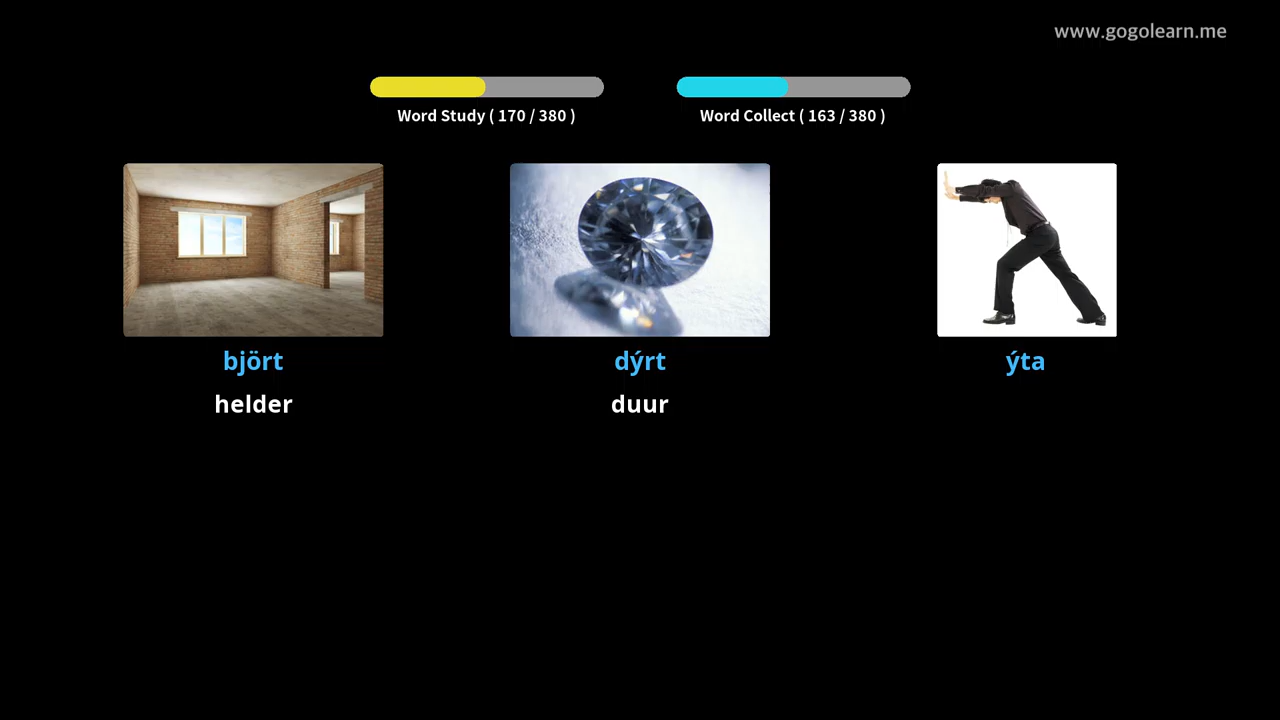 www.gogolearn.me
Word Study ( 170 / 380 )
Word Collect ( 163 / 380 )
björt
dýrt
ýta
helder
duur